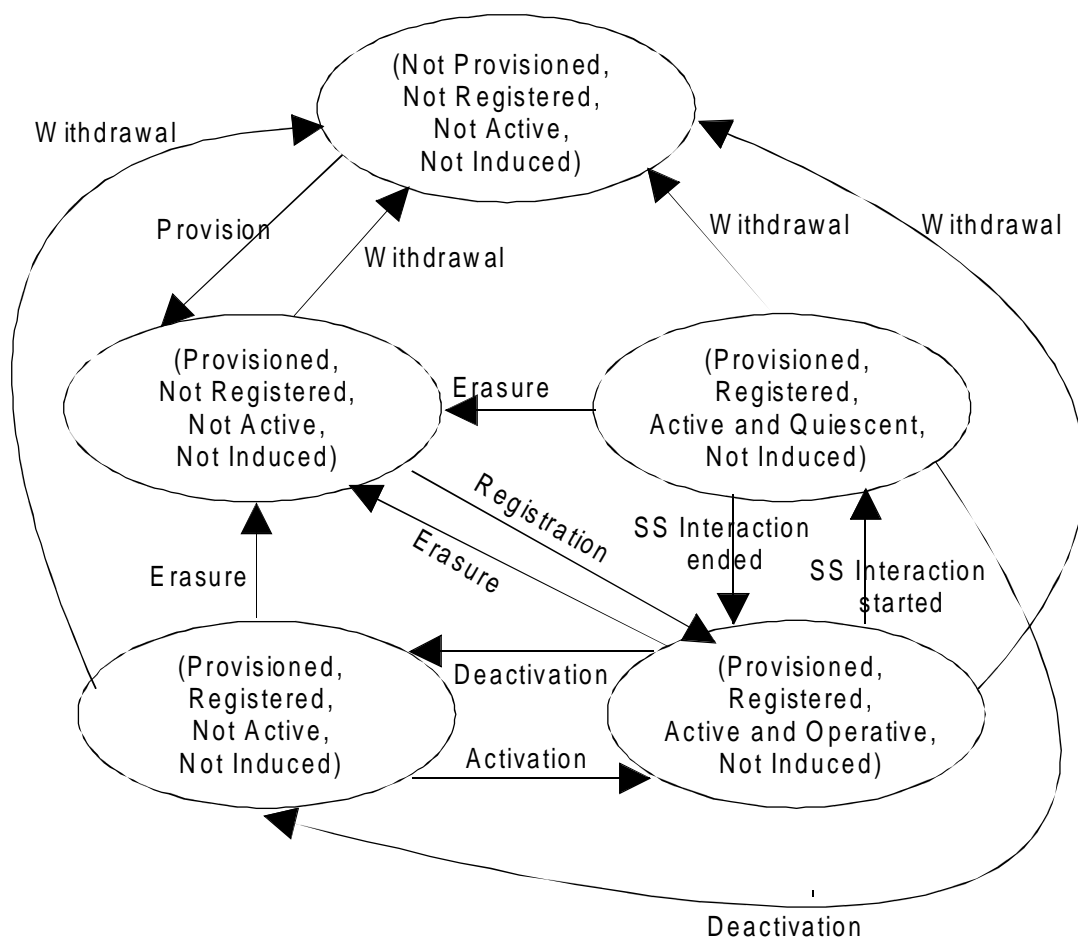 (Not Provisioned,
Not Registered,
Not Active,
Not Induced)
Withdrawal
Provision
Withdrawal
Withdrawal
Withdrawal
(Provisioned,
Not Registered,
Not Active,
Not Induced)
Erasure
(Provisioned,
Registered,
Active and Quiescent,
Not Induced)
Registration
Erasure
SS Interaction
ended
SS Interaction
started
Erasure
(Provisioned,
Registered,
Not Active,
Not Induced)
Deactivation
Activation
(Provisioned,
Registered,
Active and Operative,
Not Induced)
Deactivation